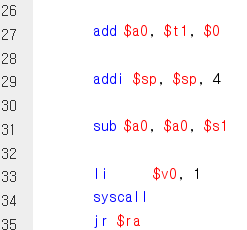 26
27 add $a0, $t1, $0
28
29 addi $sp, $sp, 4
30
31 sub $a0, $a0, $s1
32
33 li $v0, 1
34 syscall
35 jr $ra